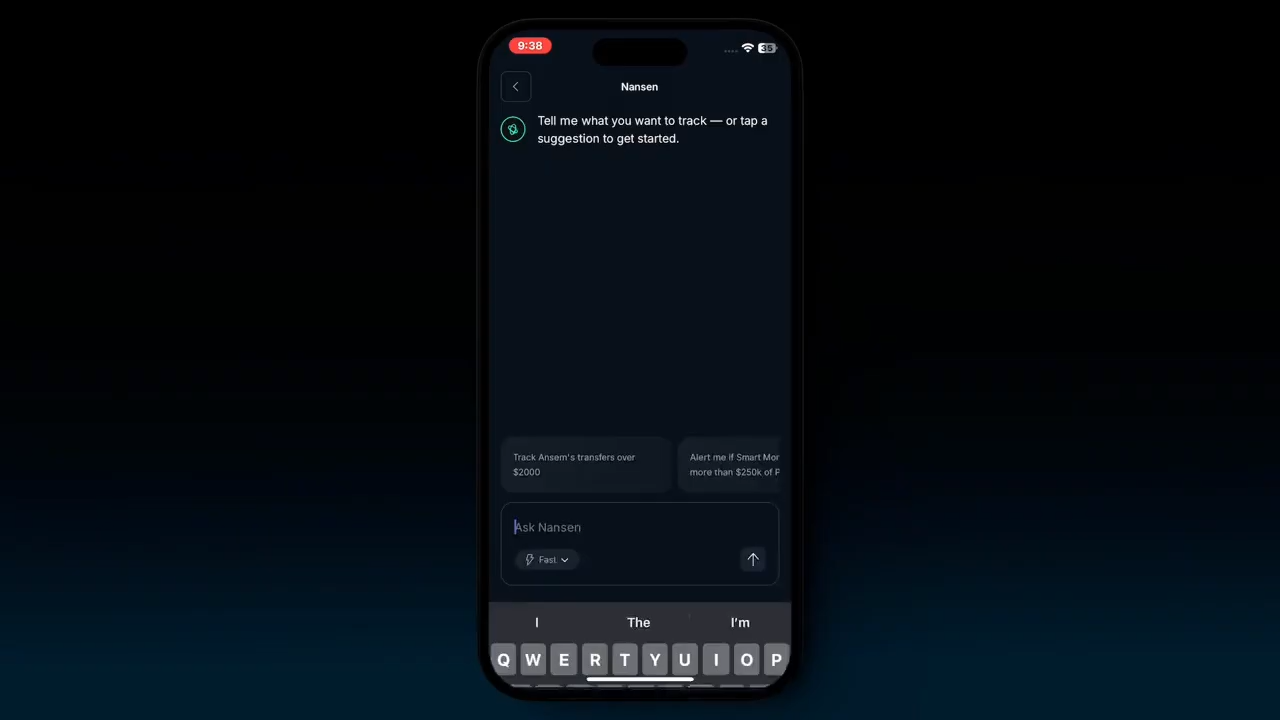 9:38
35
Nansen
Tell me what you want to track — or tap a
suggestion to get started.
Track Ansem's transfers over
$2000
Alert me if Smart Mor
more than $250k of P
Ask Nansen
Fast
I The I'm
Q W E R T Y U I O P